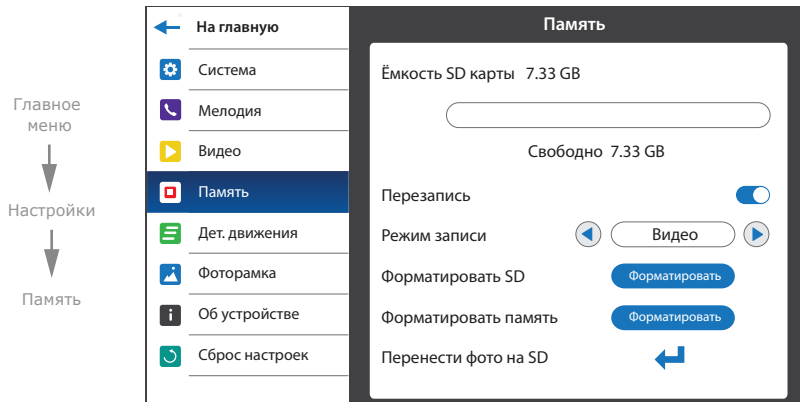 Главное
меню
Настройки
Память
На главную
Система
Мелодия
Видео
Память
Дет. движения
Фоторамка
Об устройстве
Сброс настроек
Память
Ёмкость SD карты 7.33 GB
Свободно 7.33 GB
Перезапись
Режим записи Видео
Форматировать SD Форматировать
Форматировать память Форматировать
Перенести фото на SD